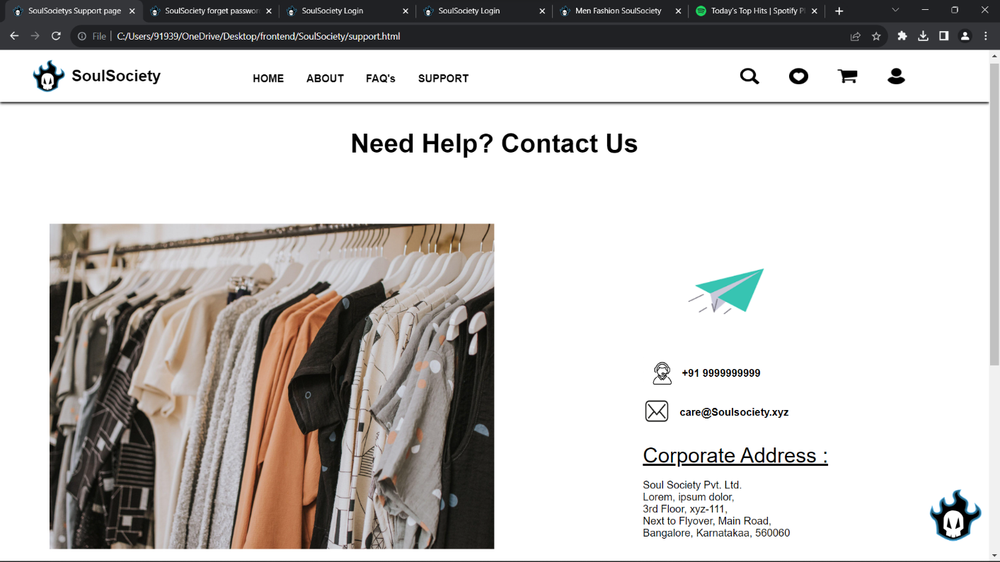 SoulSocietys Support page
SoulSociety forget passwor
SoulSociety Login
SoulSociety Login
Men Fashion SoulSociety
Today's Top Hits | Spotify Pl
File
C:/Users/91939/OneDrive/Desktop/frontend/SoulSociety/support.html
SoulSociety
HOME
ABOUT
FAQ's
SUPPORT
Need Help? Contact Us
+91 9999999999
care@Soulsociety.xyz
Corporate Address :
Soul Society Pvt. Ltd.
Lorem, ipsum dolor,
3rd Floor, xyz-111,
Next to Flyover, Main Road,
Bangalore, Karnatakaa, 560060